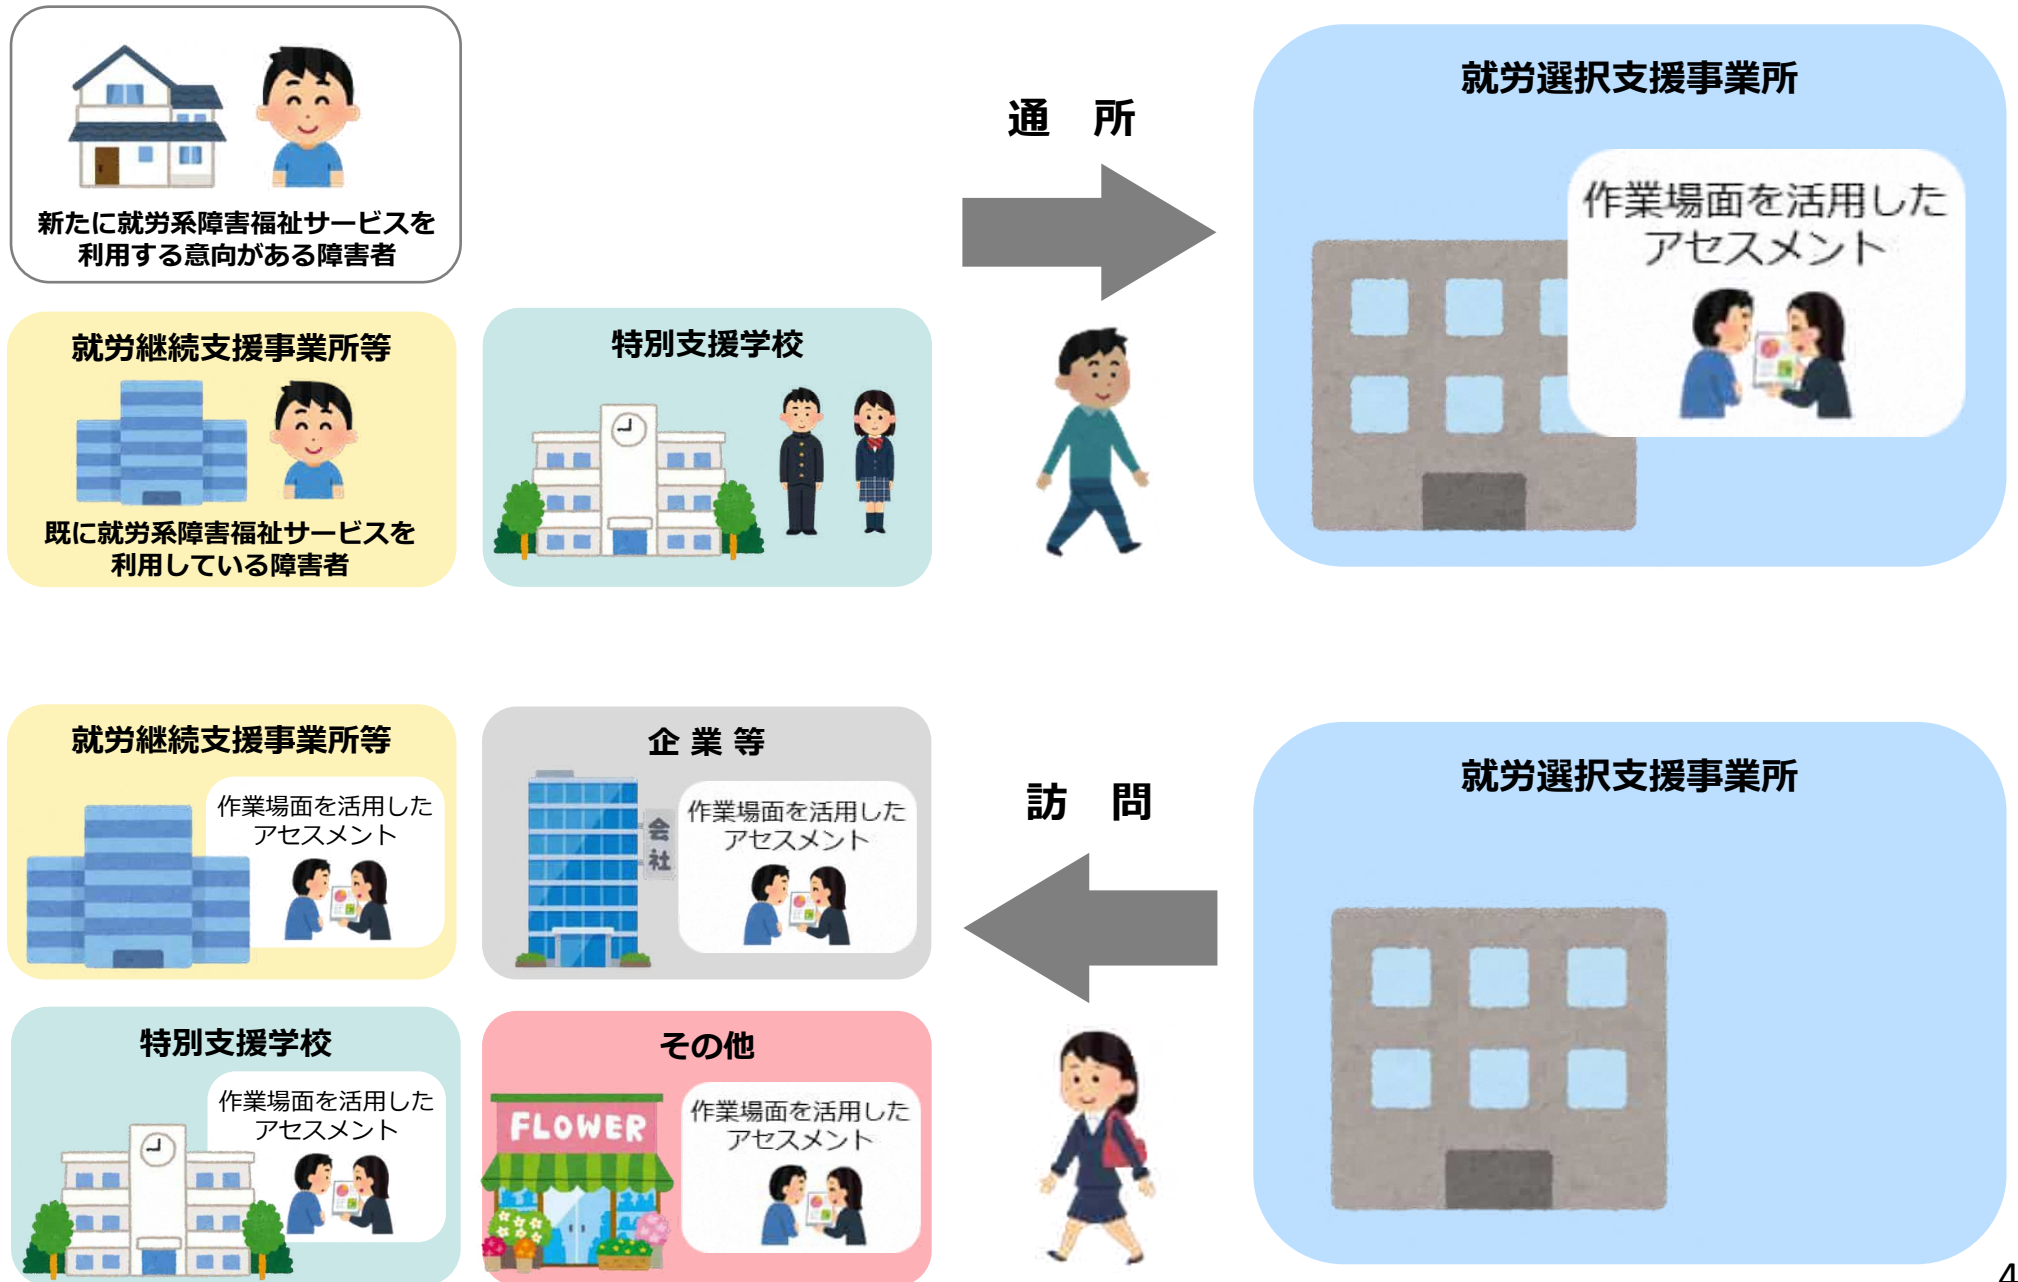 新たに就労系障害福祉サービスを
利用する意向がある障害者
就労継続支援事業所等
既に就労系障害福祉サービスを
利用している障害者
特別支援学校
通 所
就労選択支援事業所
作業場面を活用した
アセスメント
就労継続支援事業所等
作業場面を活用した
アセスメント
企 業 等
会
社
作業場面を活用した
アセスメント
特別支援学校
作業場面を活用した
アセスメント
その他
FLOWER
作業場面を活用した
アセスメント
訪 問
就労選択支援事業所
4